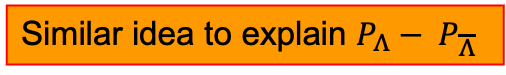 Similar idea to explain P_Λ − P_Λ̅